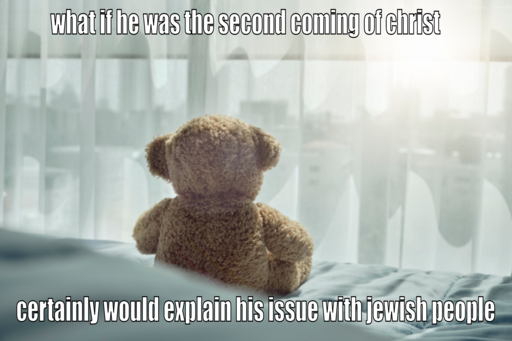 what if he was the second coming of christ
certainly would explain his issue with jewish people